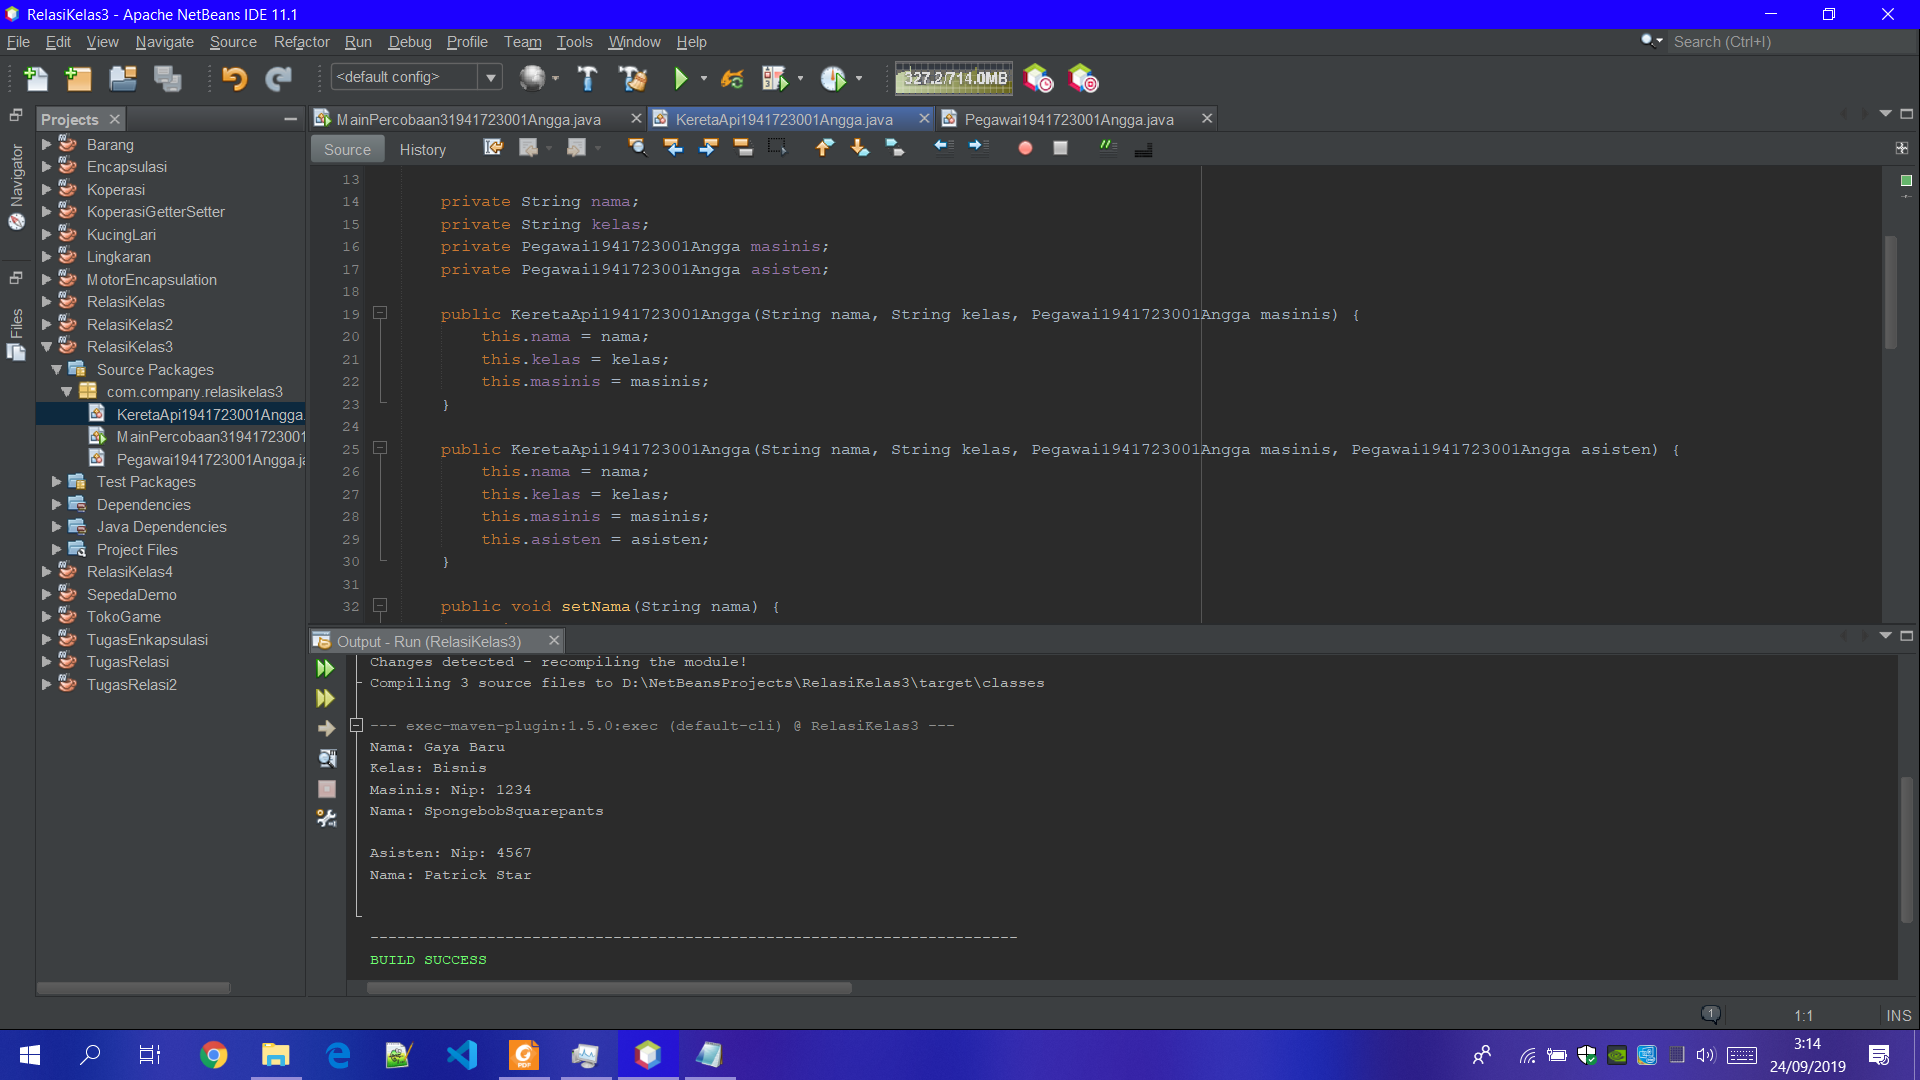 RelasiKelas3 - Apache NetBeans IDE 11.1
File Edit View Navigate Source Refactor Run Debug Profile Team Tools Window Help
Search (Ctrl+I)
<default config>
327.2/714.0MB
Projects
MainPercobaan31941723001Angga.java
KeretaApi1941723001Angga.java
Pegawai1941723001Angga.java
Source History
Navigator
Files
Barang
Encapsulasi
Koperasi
KoperasiGetterSetter
KucingLari
Lingkaran
MotorEncapsulation
RelasiKelas
RelasiKelas2
RelasiKelas3
Source Packages
com.company.relasikelas3
KeretaApi1941723001Angga.
MainPercobaan31941723001
Pegawai1941723001Angga.ja
Test Packages
Dependencies
Java Dependencies
Project Files
RelasiKelas4
SepedaDemo
TokoGame
TugasEnkapsulasi
TugasRelasi
TugasRelasi2
13
14 private String nama;
15 private String kelas;
16 private Pegawai1941723001Angga masinis;
17 private Pegawai1941723001Angga asisten;
18
19 public KeretaApi1941723001Angga(String nama, String kelas, Pegawai1941723001Angga masinis) {
20 this.nama = nama;
21 this.kelas = kelas;
22 this.masinis = masinis;
23 }
24
25 public KeretaApi1941723001Angga(String nama, String kelas, Pegawai1941723001Angga masinis, Pegawai1941723001Angga asisten) {
26 this.nama = nama;
27 this.kelas = kelas;
28 this.masinis = masinis;
29 this.asisten = asisten;
30 }
31
32 public void setNama(String nama) {
Output - Run (RelasiKelas3)
Changes detected - recompiling the module!
Compiling 3 source files to D:\NetBeansProjects\RelasiKelas3\target\classes
--- exec-maven-plugin:1.5.0:exec (default-cli) @ RelasiKelas3 ---
Nama: Gaya Baru
Kelas: Bisnis
Masinis: Nip: 1234
Nama: SpongebobSquarepants
Asisten: Nip: 4567
Nama: Patrick Star
------------------------------------------------------------------------
BUILD SUCCESS
1
1:1
INS
3:14
24/09/2019